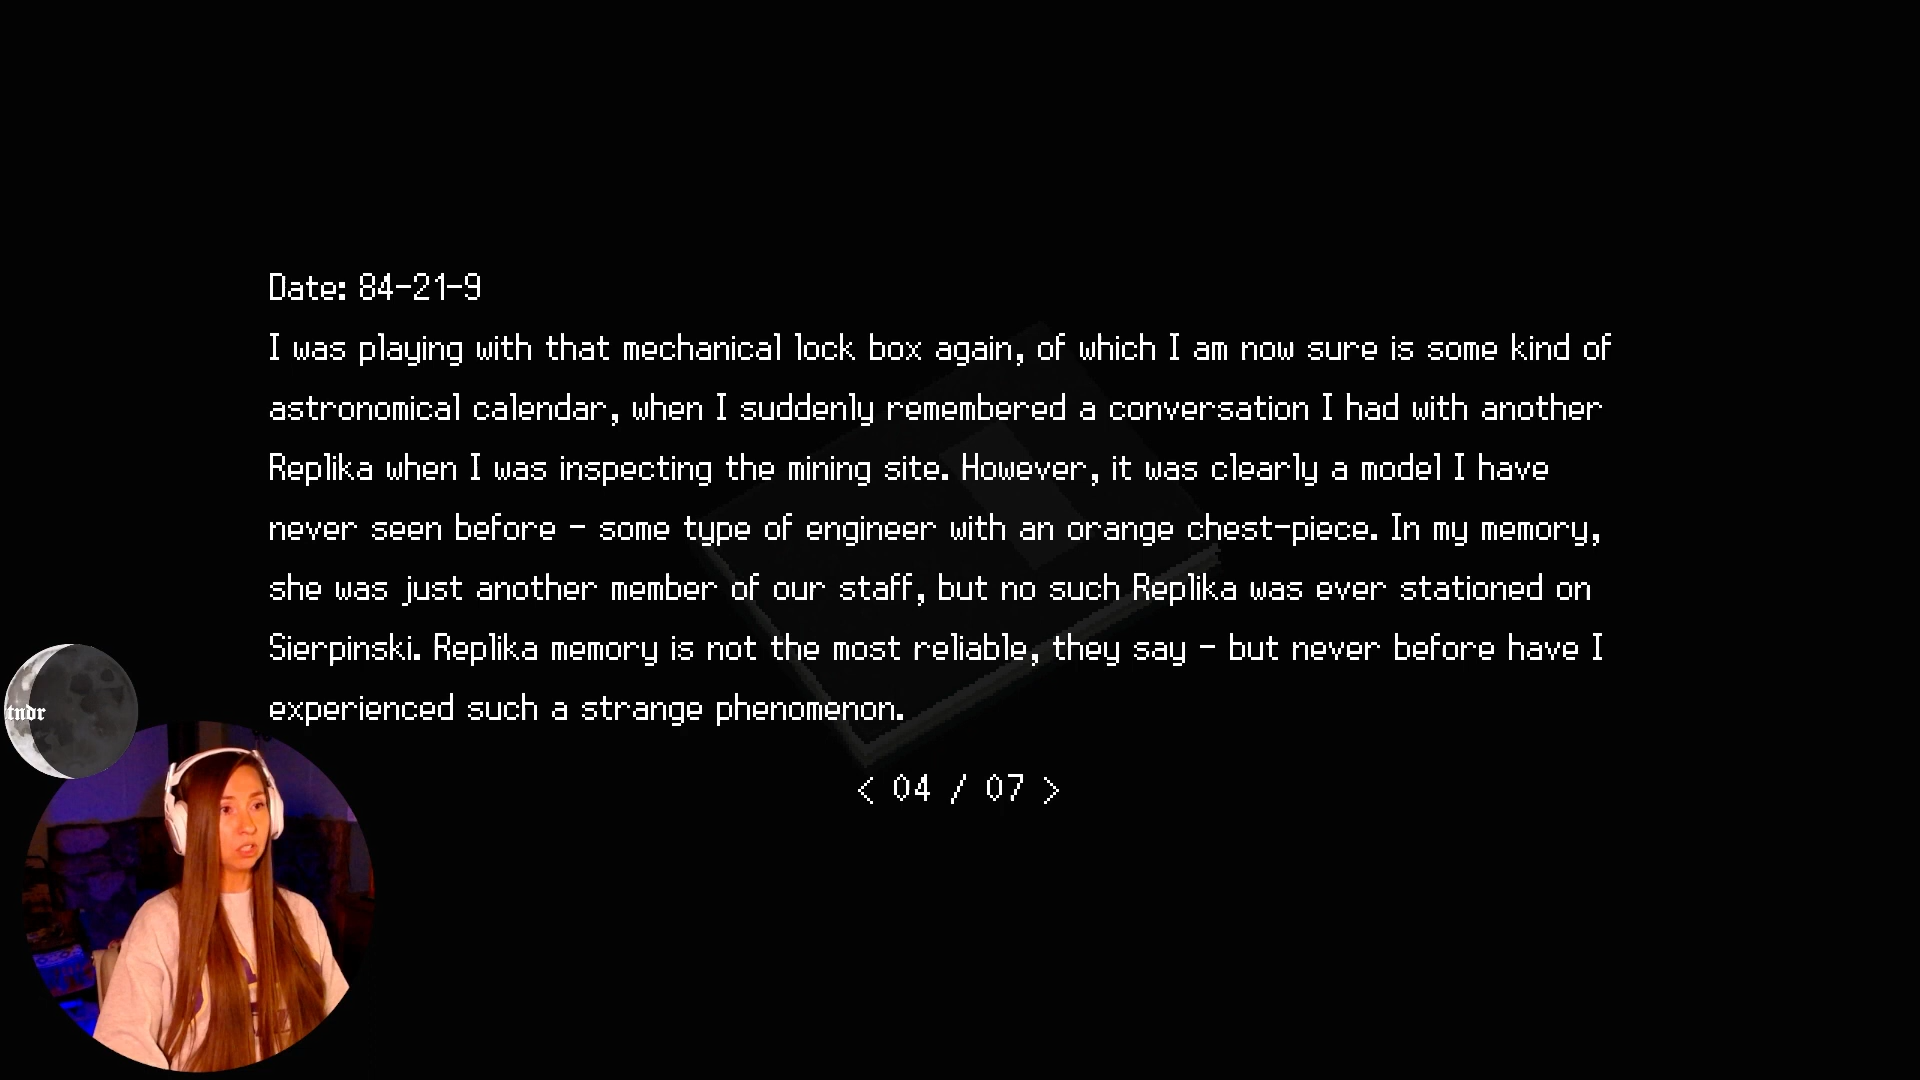 Date: 84-21-9
I was playing with that mechanical lock box again, of which I am now sure is some kind of
astronomical calendar, when I suddenly remembered a conversation I had with another
Replika when I was inspecting the mining site. However, it was clearly a model I have
never seen before - some type of engineer with an orange chest-piece. In my memory,
she was just another member of our staff, but no such Replika was ever stationed on
Sierpinski. Replika memory is not the most reliable, they say - but never before have I
experienced such a strange phenomenon.
< 04 / 07 >
tndr